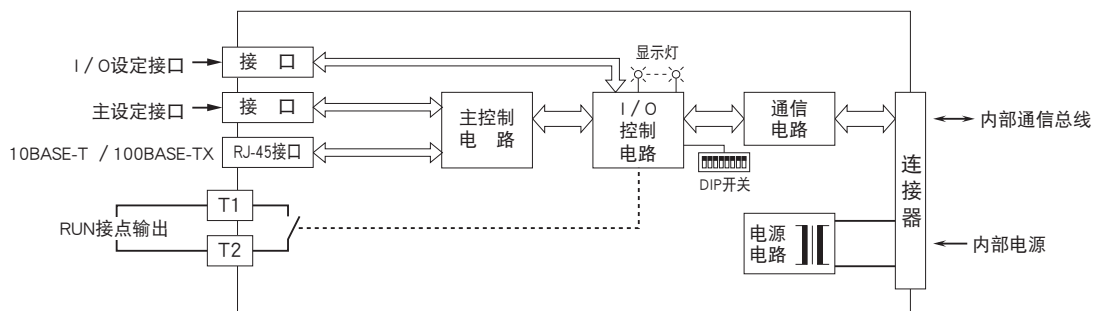 I／O设定接口
接 口
显示灯
主设定接口
接 口
主控制
电 路
I／O
控制
电路
通信
电路
内部通信总线
10BASE-T ／100BASE-TX
RJ-45接口
DIP开关
连接器
T1
RUN接点输出
T2
电源
电路
内部电源